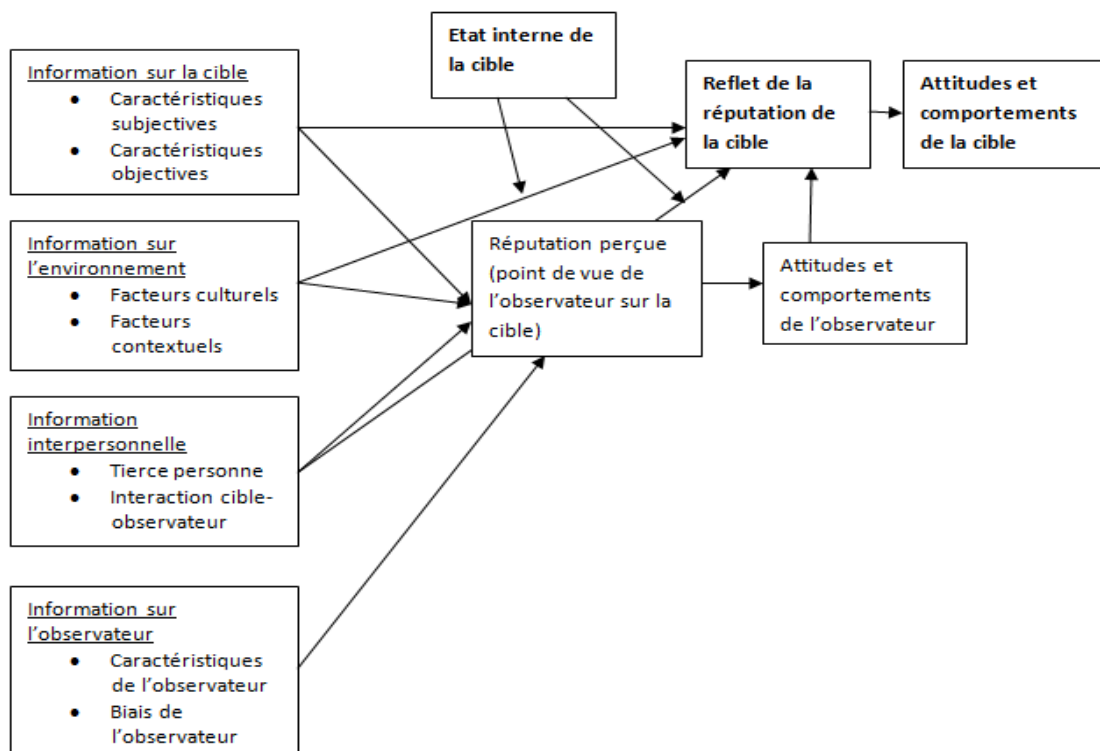 Information sur la cible
● Caractéristiques
subjectives
● Caractéristiques
objectives
Information sur
l'environnement
● Facteurs culturels
● Facteurs
contextuels
Information
interpersonnelle
● Tierce personne
● Interaction cible-
observateur
Information sur
l'observateur
● Caractéristiques
de l'observateur
● Biais de
l'observateur
Etat interne de
la cible
Réputation perçue
(point de vue de
l'observateur sur la
cible)
Reflet de la
réputation de
la cible
Attitudes et
comportements
de l'observateur
Attitudes et
comportements
de la cible